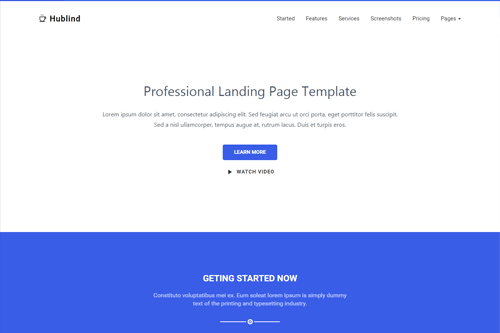 Hublind
Started Features Services Screenshots Pricing Pages
Professional Landing Page Template
Lorem ipsum dolor sit amet, consectetur adipiscing elit. Sed feugiat arcu ut orci porta, eget porttitor felis suscipit.
Sed a nisl ullamcorper, tempus augue at, rutrum lacus. Duis et turpis eros.
LEARN MORE
WATCH VIDEO
GETING STARTED NOW
Constituto voluptatibus mei ex. Eum soleat lorem Ipsum is simply dummy
text of the printing and typesetting industry.